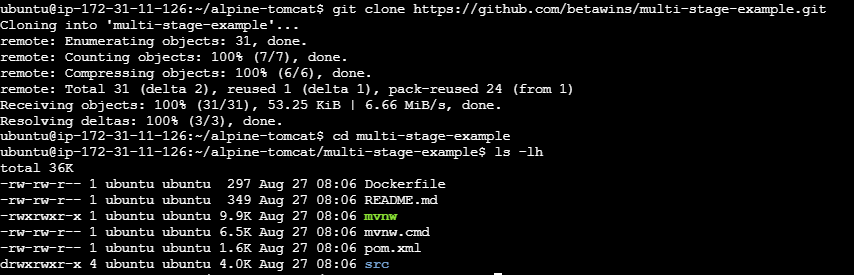 ubuntu@ip-172-31-11-126:~/alpine-tomcat$ git clone https://github.com/betawins/multi-stage-example.git
Cloning into 'multi-stage-example'...
remote: Enumerating objects: 31, done.
remote: Counting objects: 100% (7/7), done.
remote: Compressing objects: 100% (6/6), done.
remote: Total 31 (delta 2), reused 1 (delta 1), pack-reused 24 (from 1)
Receiving objects: 100% (31/31), 53.25 KiB | 6.66 MiB/s, done.
Resolving deltas: 100% (3/3), done.
ubuntu@ip-172-31-11-126:~/alpine-tomcat$ cd multi-stage-example
ubuntu@ip-172-31-11-126:~/alpine-tomcat/multi-stage-example$ ls -lh
total 36K
-rw-rw-r-- 1 ubuntu ubuntu  297 Aug 27 08:06 Dockerfile
-rw-rw-r-- 1 ubuntu ubuntu  349 Aug 27 08:06 README.md
-rwxrwxr-x 1 ubuntu ubuntu 9.9K Aug 27 08:06 mvnw
-rw-rw-r-- 1 ubuntu ubuntu 6.5K Aug 27 08:06 mvnw.cmd
-rw-rw-r-- 1 ubuntu ubuntu 1.6K Aug 27 08:06 pom.xml
drwxrwxr-x 4 ubuntu ubuntu 4.0K Aug 27 08:06 src